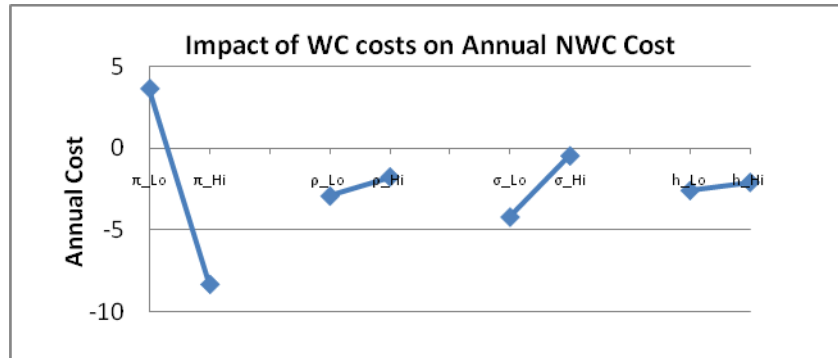 Impact of WC costs on Annual NWC Cost
5
0
-5
-10
Annual Cost
π_Lo π_Hi ρ_Lo ρ_Hi σ_Lo σ_Hi h_Lo h_Hi